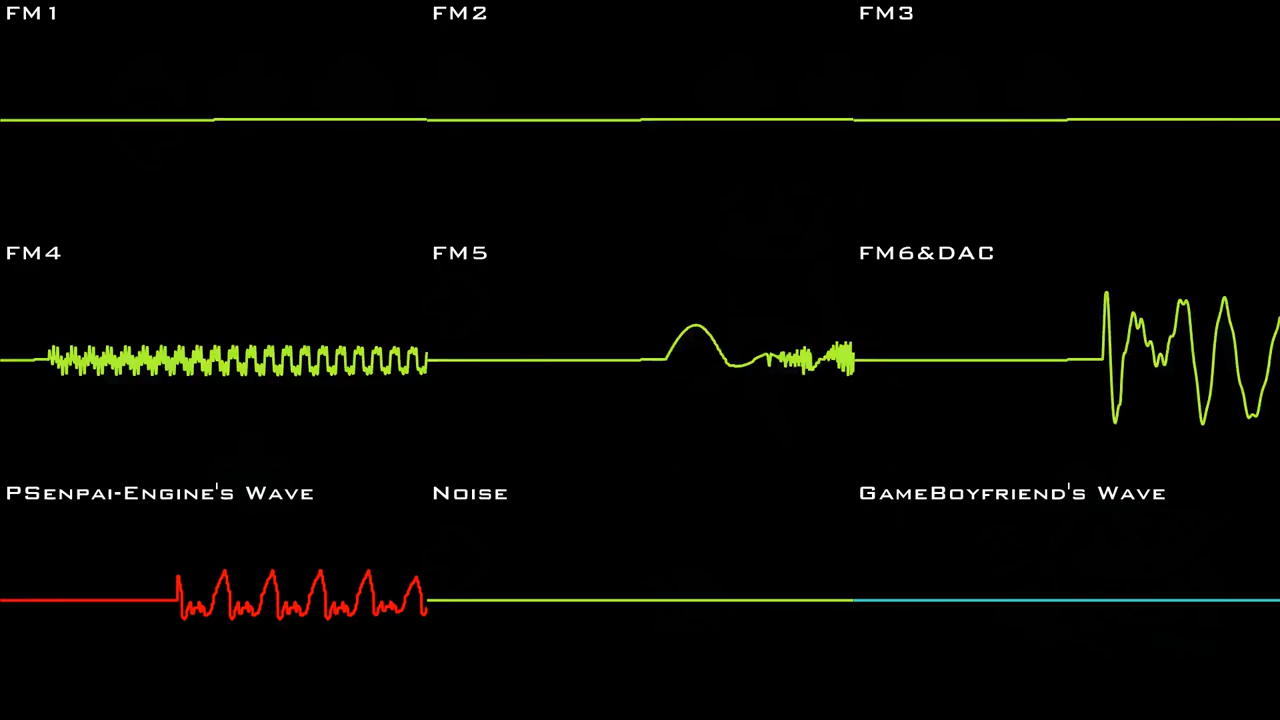 FM1
FM2
FM3
FM4
FM5
FM6&DAC
PSenpai-Engine's Wave
Noise
GameBoyfriend's Wave